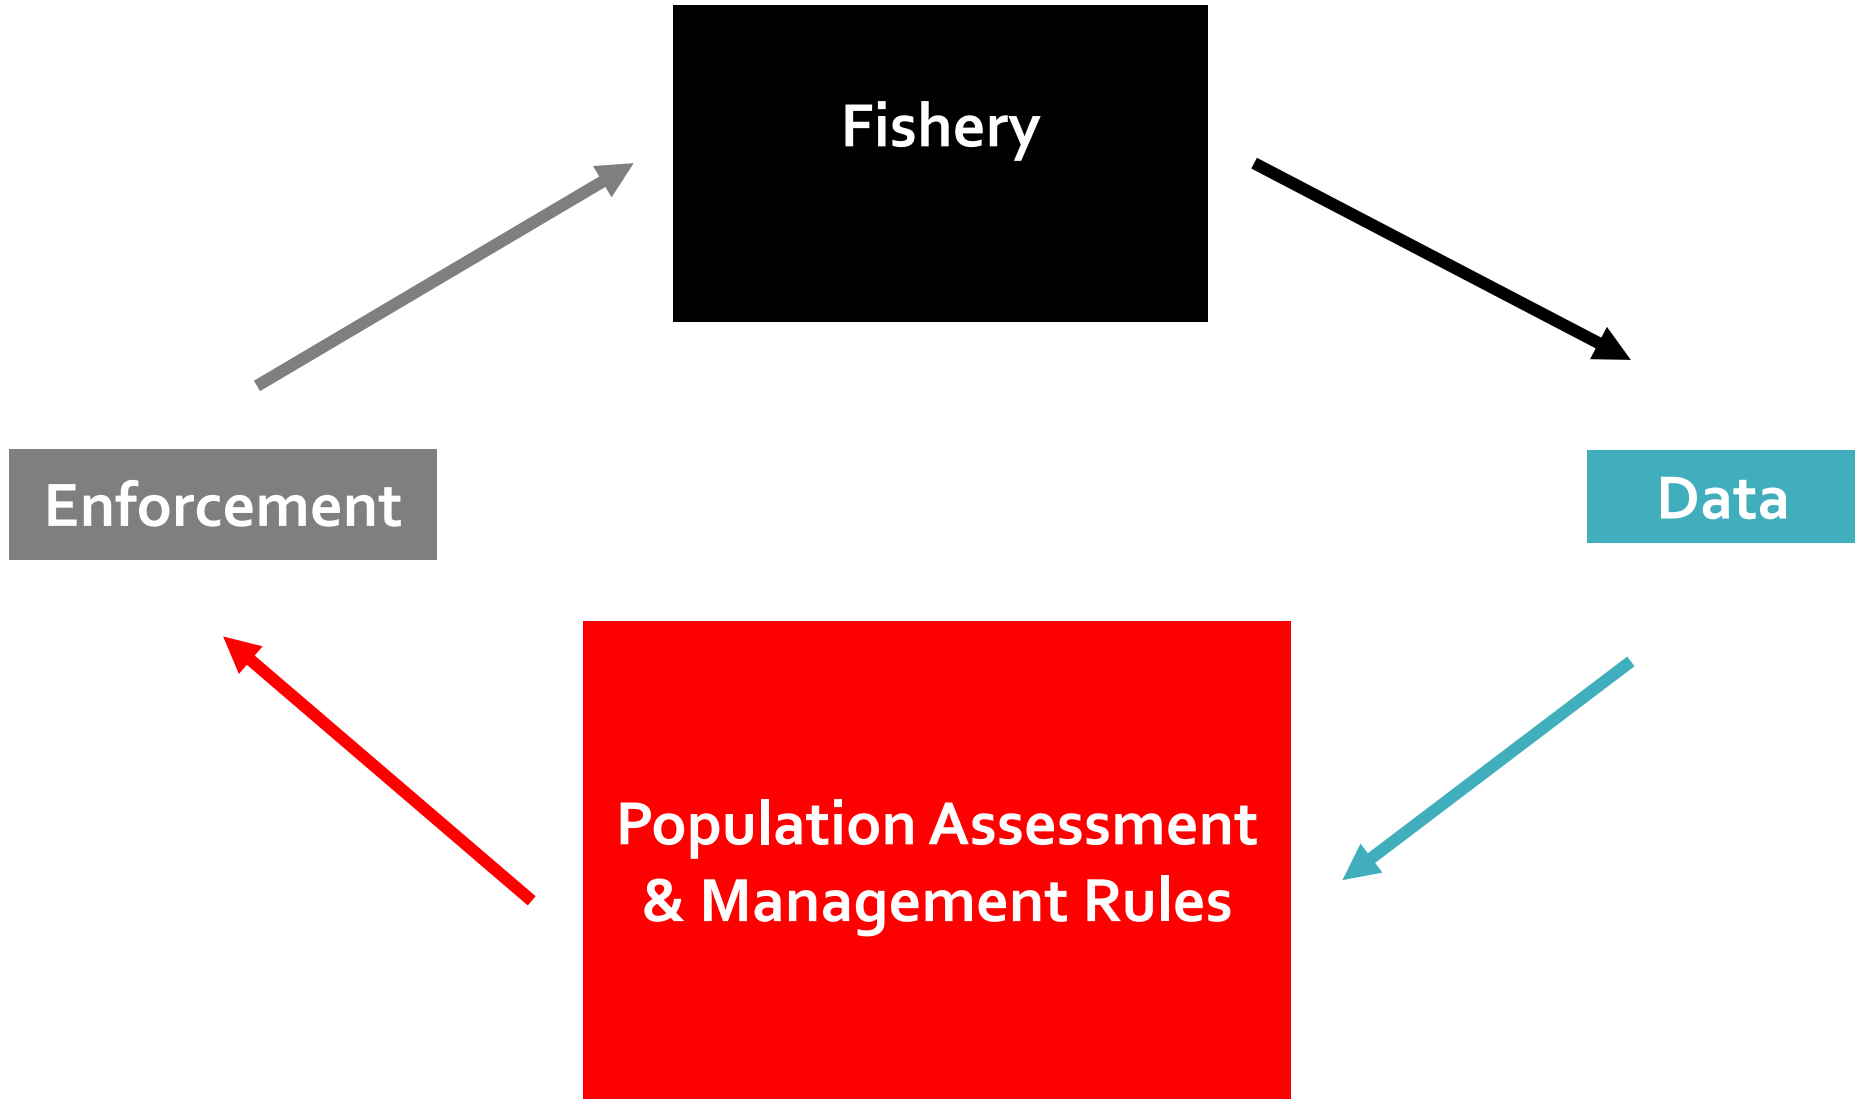 Fishery
Enforcement
Data
Population Assessment
& Management Rules